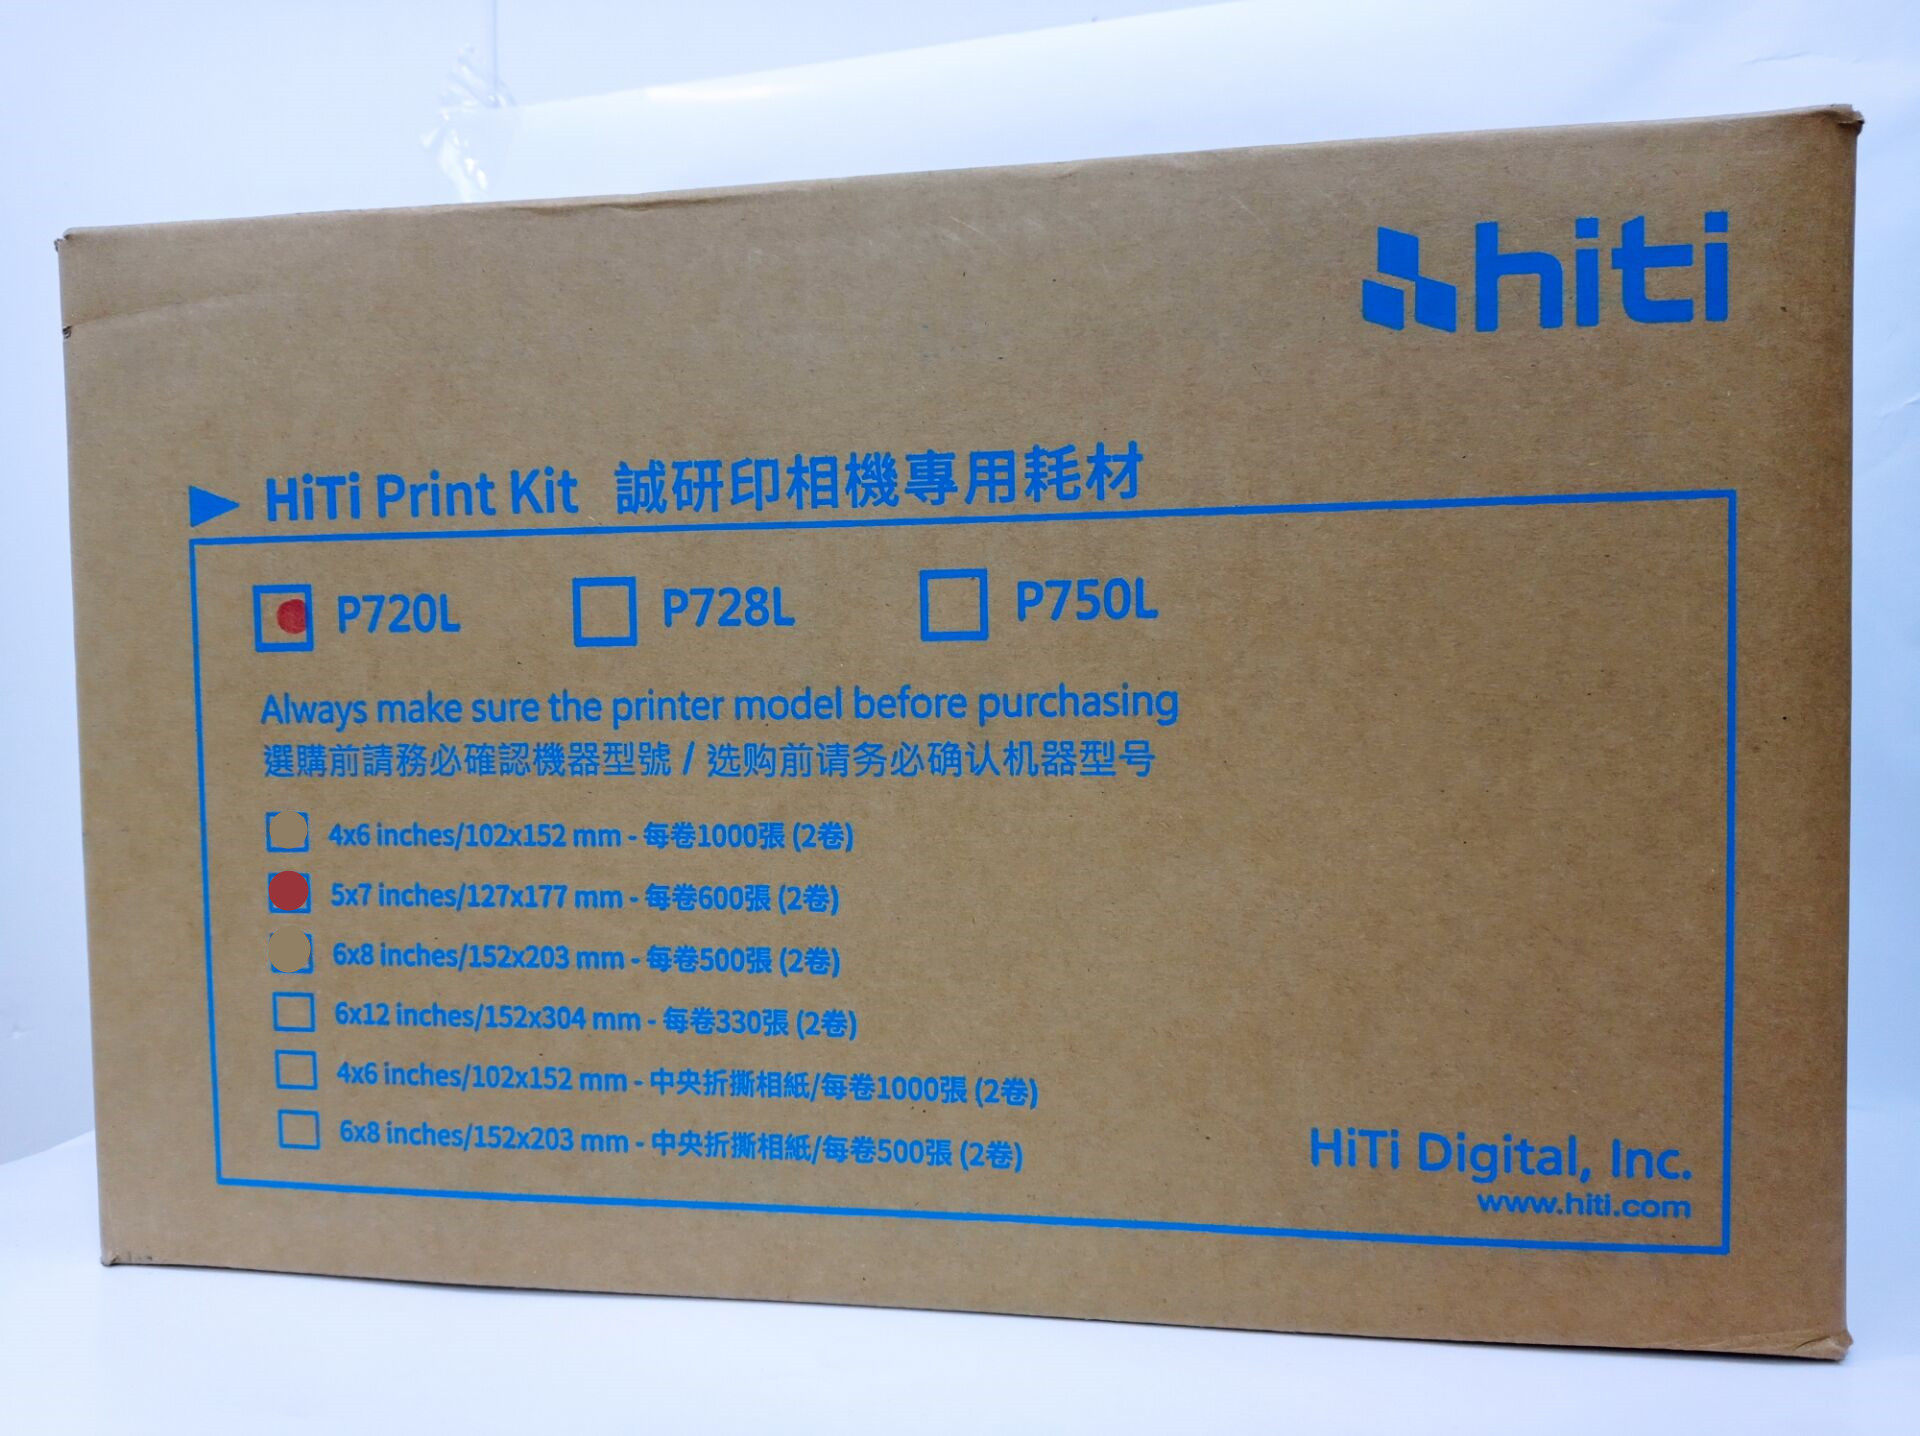 hiti
HiTi Print Kit 誠研印相機專用耗材
P720L P728L P750L
Always make sure the printer model before purchasing
選購前請務必確認機器型號 / 选购前请务必确认机器型号
4x6 inches/102x152 mm - 每卷1000張 (2卷)
5x7 inches/127x177 mm - 每卷600張 (2卷)
6x8 inches/152x203 mm - 每卷500張 (2卷)
6x12 inches/152x304 mm - 每卷330張 (2卷)
4x6 inches/102x152 mm - 中央折撕相紙/每卷1000張 (2卷)
6x8 inches/152x203 mm - 中央折撕相紙/每卷500張 (2卷)
HiTi Digital, Inc.
www.hiti.com